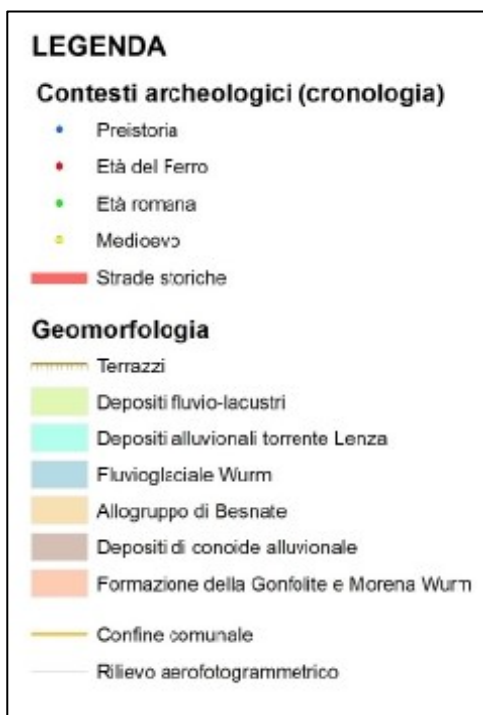 LEGENDA
Contesti archeologici (cronologia)
Preistoria
Età del Ferro
Età romana
Medioevo
Strade storiche
Geomorfologia
Terrazzi
Depositi fluvio-lacustri
Depositi alluvionali torrente Lenza
Fluvioglaciale Wurm
Allogruppo di Besnate
Depositi di conoide alluvionale
Formazione della Gonfolite e Morena Wurm
Confine comunale
Rilievo aerofotogrammetrico